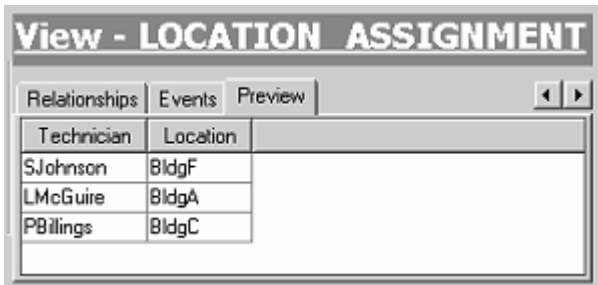 View - LOCATION ASSIGNMENT
Relationships Events Preview
Technician Location
SJohnson BldgF
LMcGuire BldgA
PBillings BldgC